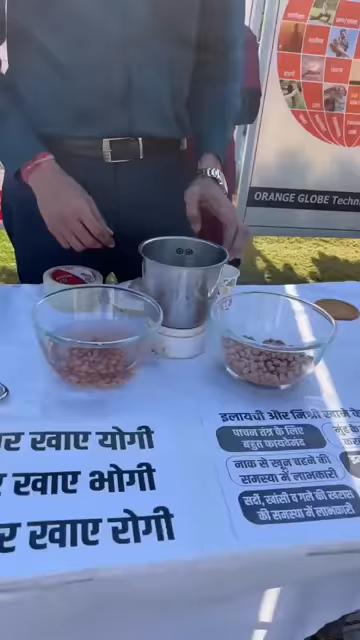 ORANGE GLOBE Techn
इलायची और मिश्री खाने के
पाचन तंत्र के लिए
बहुत फायदेमंद
नाक से खून बहने की
समस्या में लाभकारी
सर्दी, खांसी व गले की खराश
की समस्या में लाभकारी
मुंह के
र खाए योगी
र खाए भोगी
र खाए रोगी